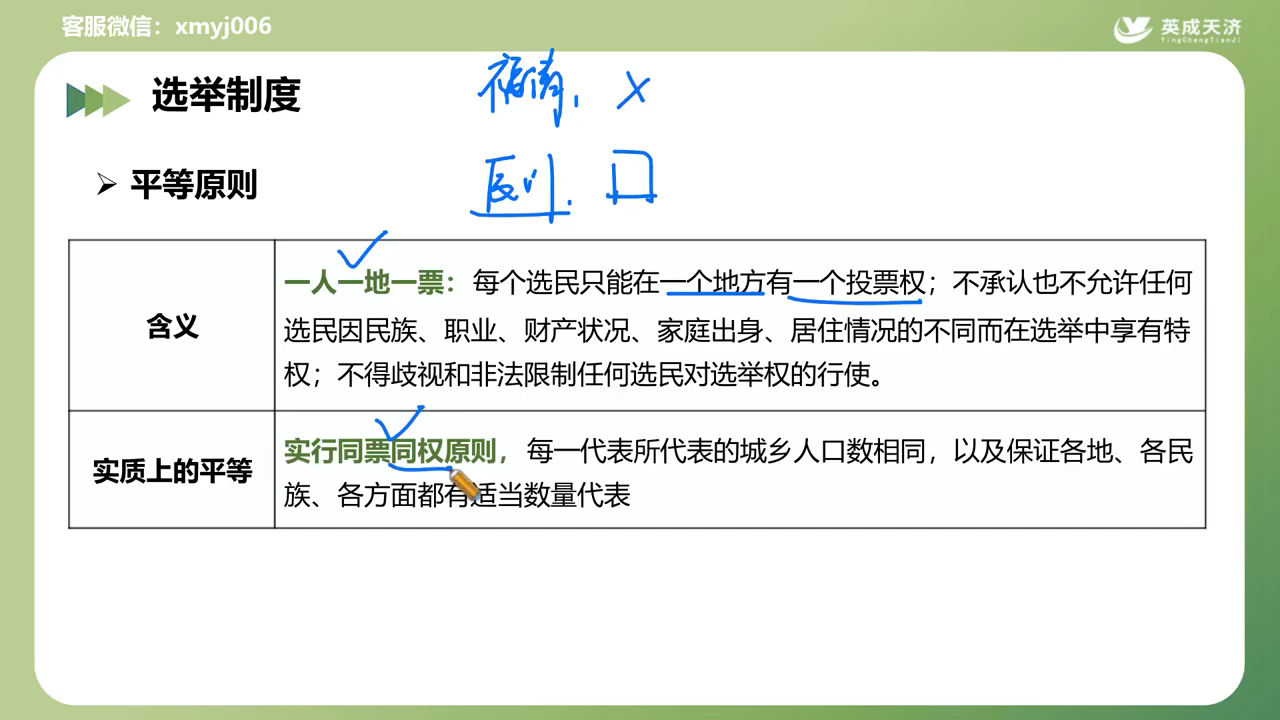 客服微信：xmyj006
英成天济
YingChengTianJi
选举制度
平等原则
含义
一人一地一票：每个选民只能在一个地方有一个投票权；不承认也不允许任何
选民因民族、职业、财产状况、家庭出身、居住情况的不同而在选举中享有特
权；不得歧视和非法限制任何选民对选举权的行使。
实质上的平等
实行同票同权原则，每一代表所代表的城乡人口数相同，以及保证各地、各民
族、各方面都有适当数量代表